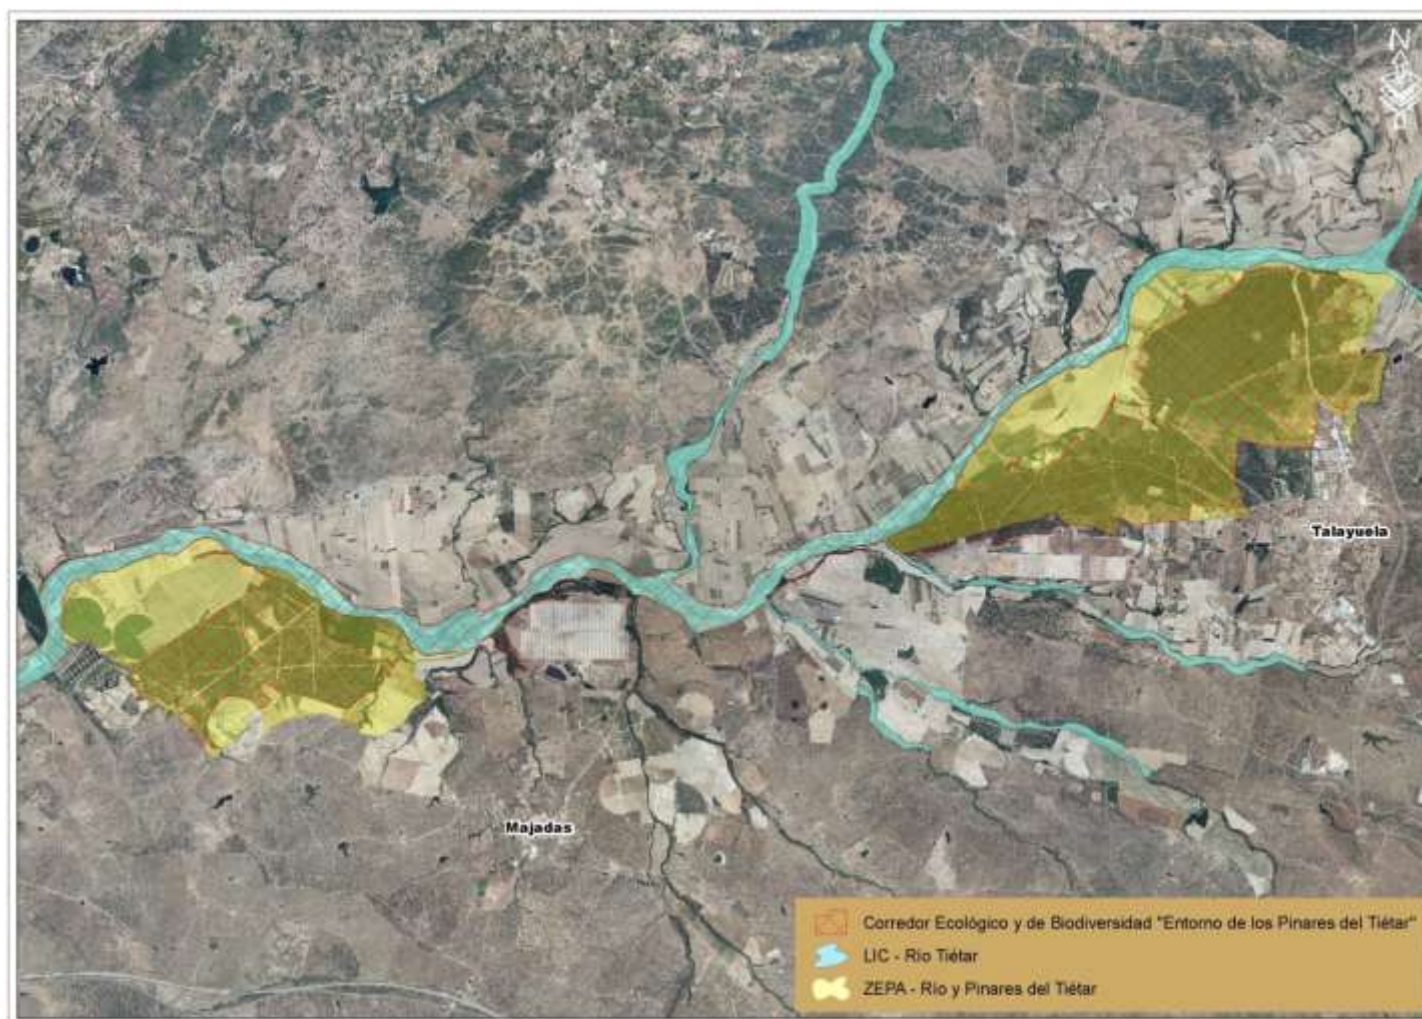 N
Talayuela
Majadas
Corredor Ecológico y de Biodiversidad "Entorno de los Pinares del Tiétar"
LIC - Río Tiétar
ZEPA - Río y Pinares del Tiétar